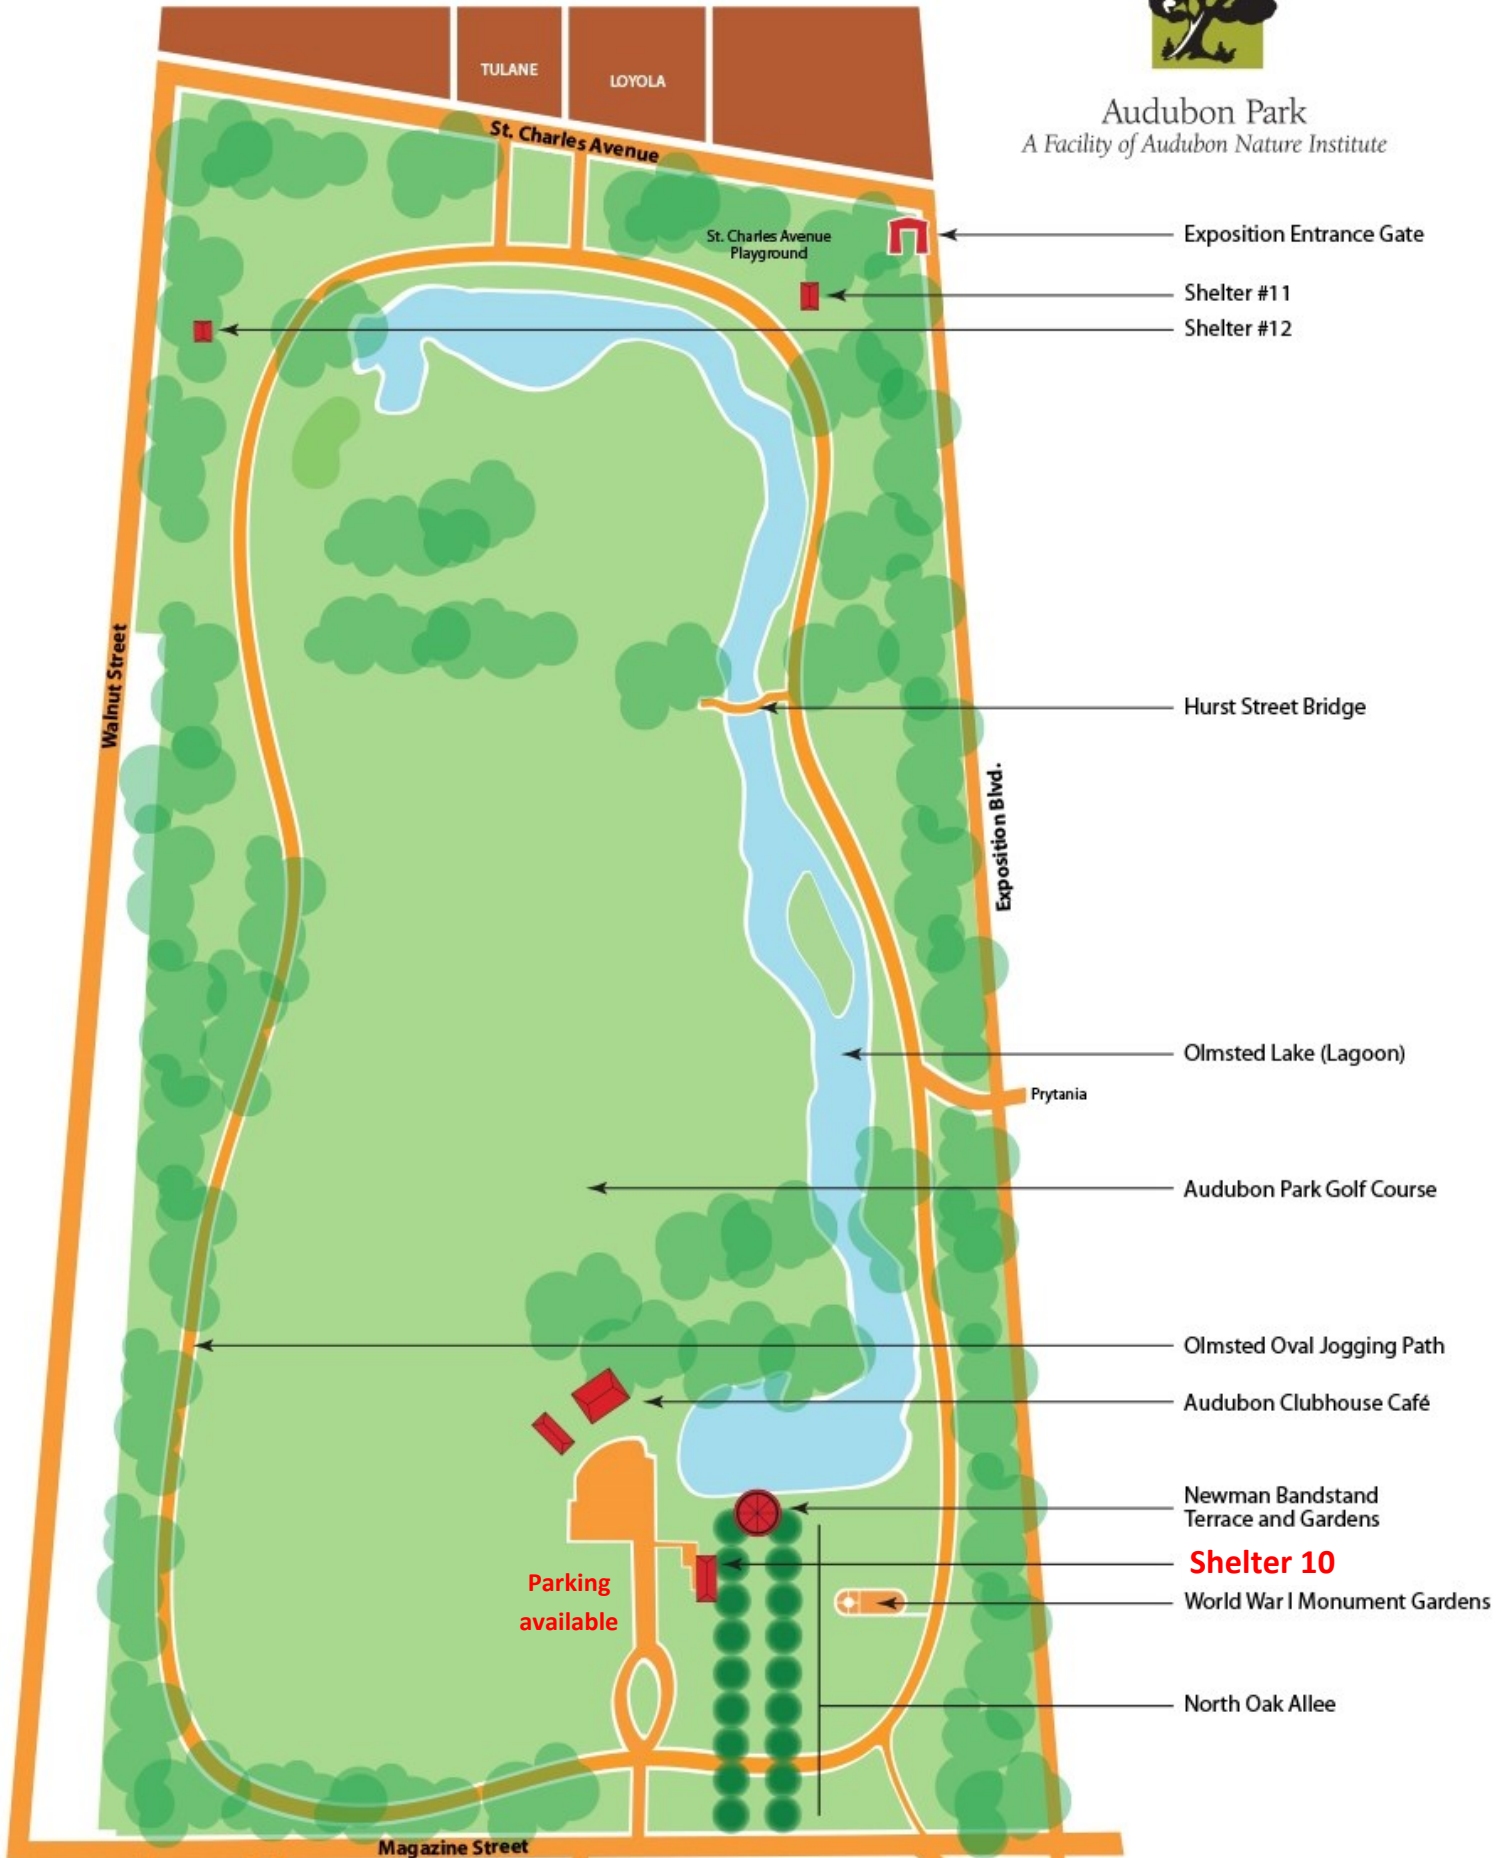 TULANE
LOYOLA
St. Charles Avenue
Audubon Park
A Facility of Audubon Nature Institute
St. Charles Avenue
Playground
Exposition Entrance Gate
Shelter #11
Shelter #12
Walnut Street
Hurst Street Bridge
Exposition Blvd.
Olmsted Lake (Lagoon)
Prytania
Audubon Park Golf Course
Olmsted Oval Jogging Path
Audubon Clubhouse Café
Newman Bandstand
Terrace and Gardens
Shelter 10
Parking
available
World War I Monument Gardens
North Oak Allee
Magazine Street